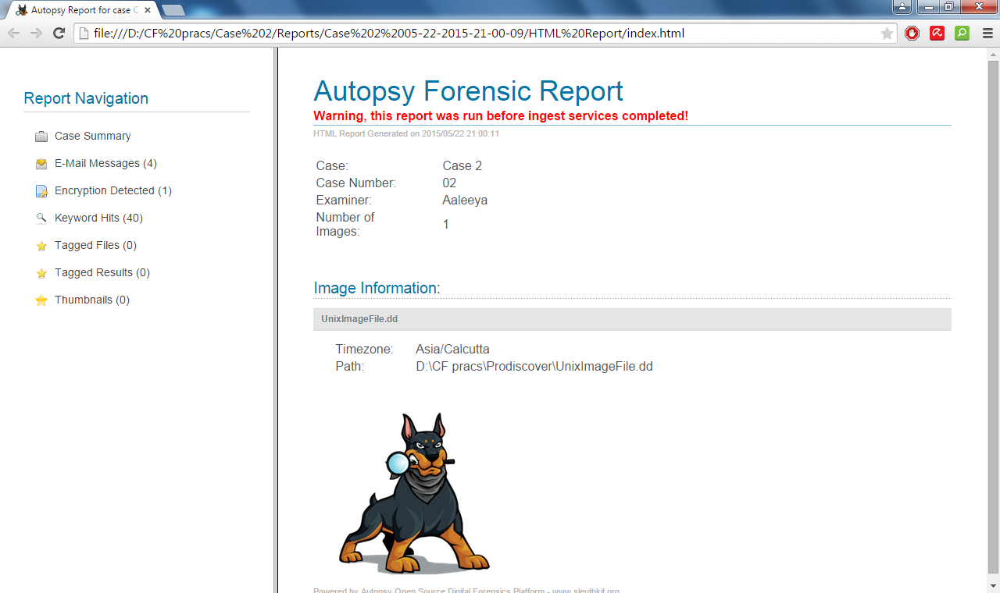 Autopsy Report for case C
file:///D:/CF%20pracs/Case%202/Reports/Case%202%2005-22-2015-21-00-09/HTML%20Report/index.html
Report Navigation
Case Summary
E-Mail Messages (4)
Encryption Detected (1)
Keyword Hits (40)
Tagged Files (0)
Tagged Results (0)
Thumbnails (0)
Autopsy Forensic Report
Warning, this report was run before ingest services completed!
HTML Report Generated on 2015/05/22 21:00:11
Case: Case 2
Case Number: 02
Examiner: Aaleeya
Number of
Images: 1
Image Information:
UnixImageFile.dd
Timezone: Asia/Calcutta
Path: D:\CF pracs\Prodiscover\UnixImageFile.dd
Powered by Autopsy Open Source Digital Forensics Platform - www.sleuthkit.org